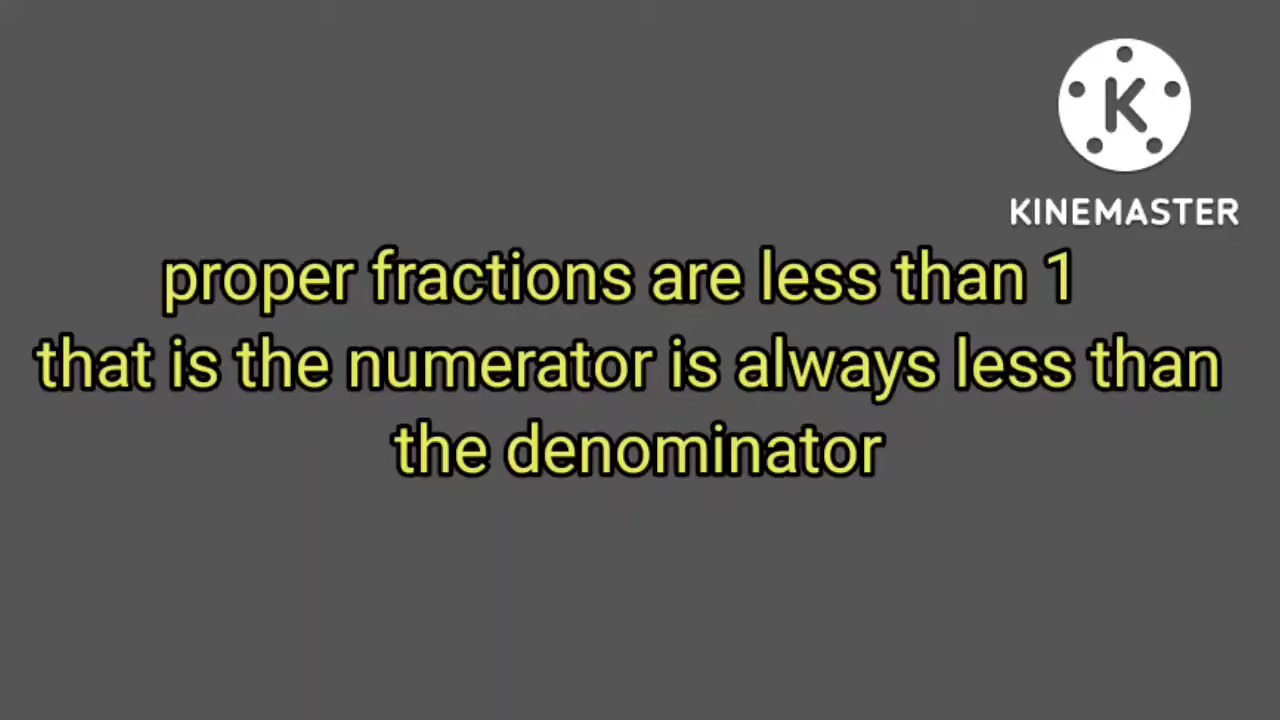 K
KINEMASTER
proper fractions are less than 1
that is the numerator is always less than
the denominator